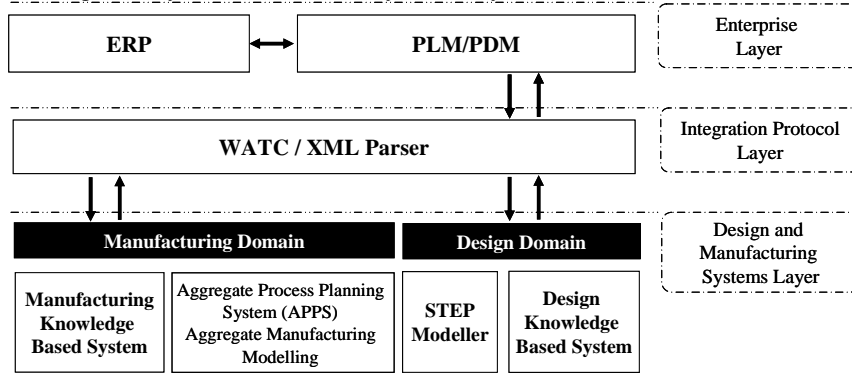 ERP
PLM/PDM
Enterprise
Layer
WATC / XML Parser
Integration Protocol
Layer
Manufacturing Domain
Design Domain
Design and
Manufacturing
Systems Layer
Manufacturing
Knowledge
Based System
Aggregate Process Planning
System (APPS)
Aggregate Manufacturing
Modelling
STEP
Modeller
Design
Knowledge
Based System